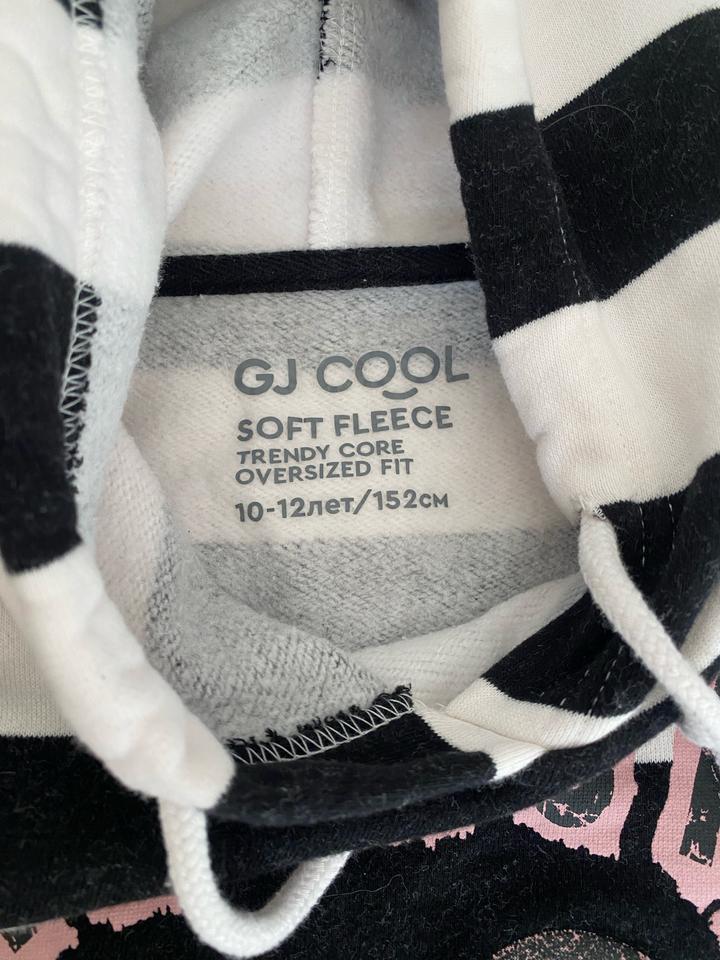 GJ COOL
SOFT FLEECE
TRENDY CORE
OVERSIZED FIT
10-12лет/152см